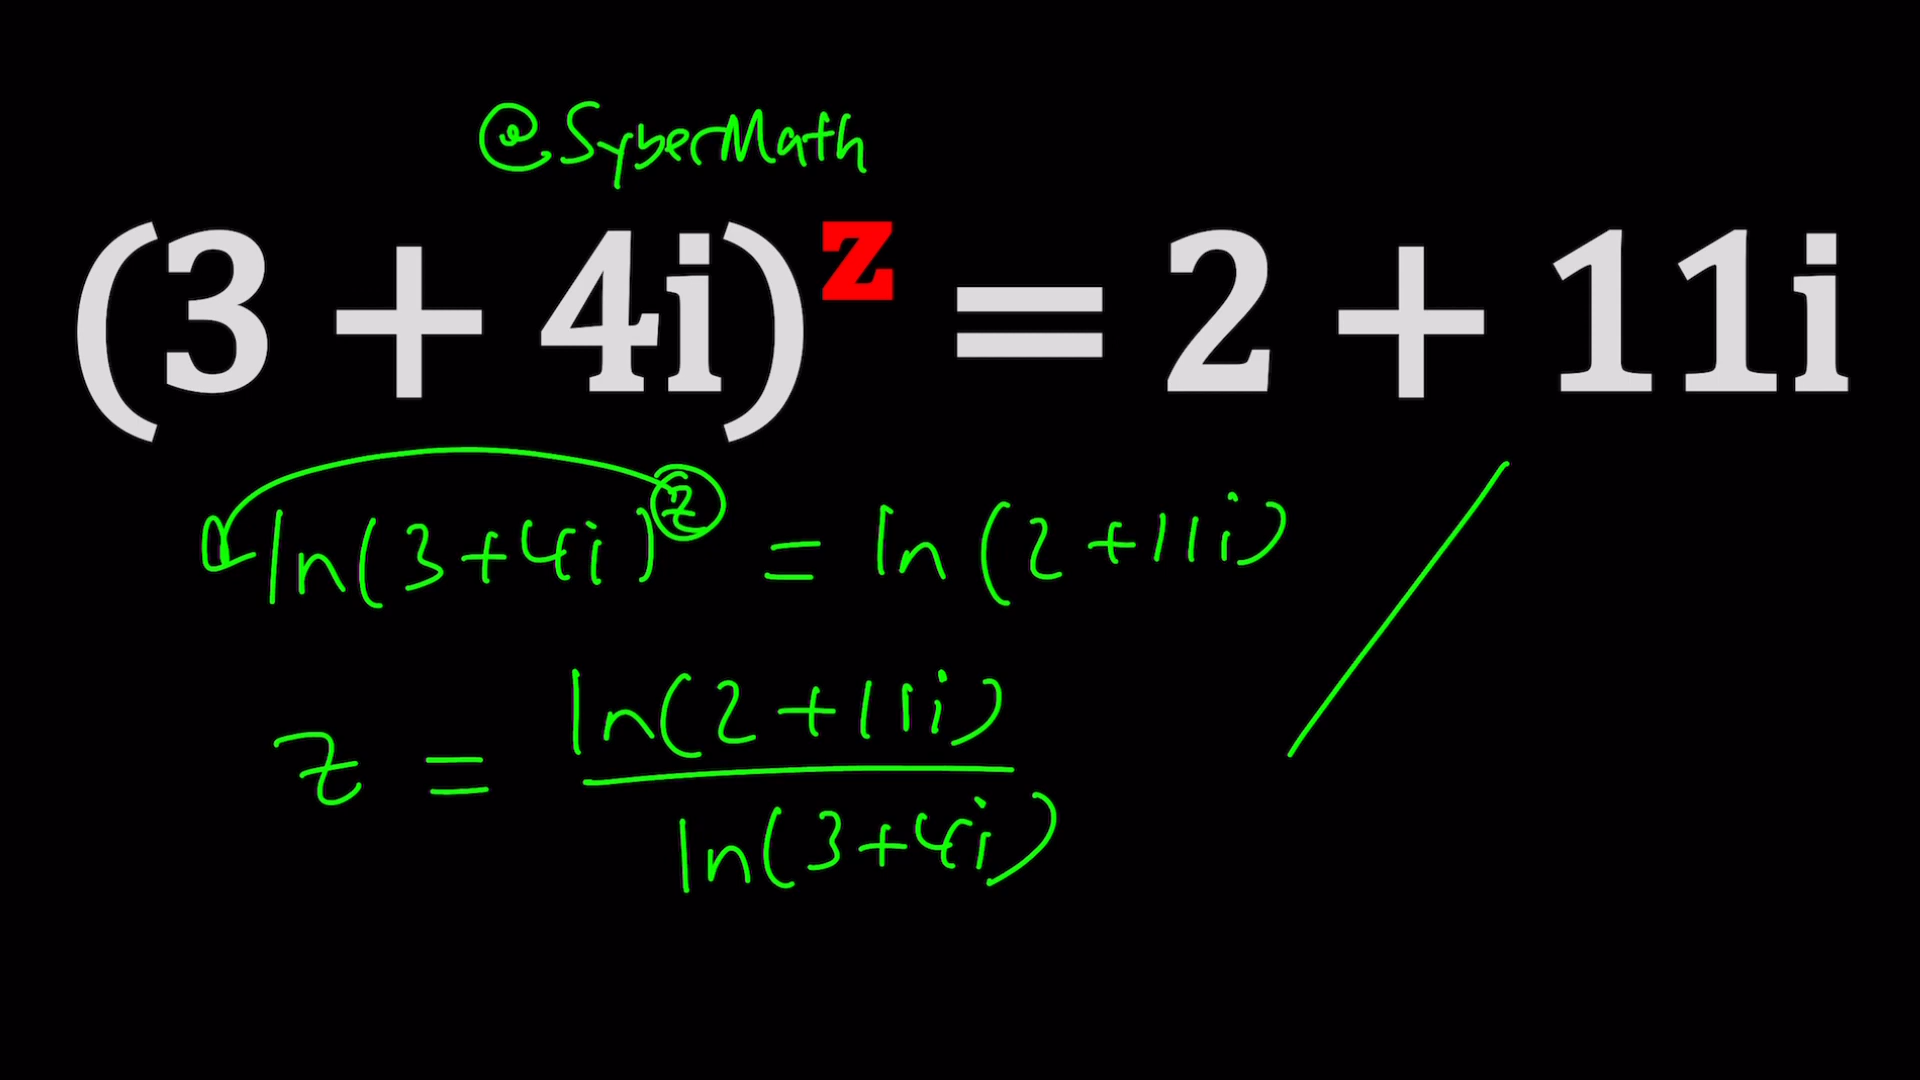 @SyberMath
(3 + 4i)^z = 2 + 11i
ln(3+4i)^z = ln(2+11i)
z = ln(2+11i) / ln(3+4i)